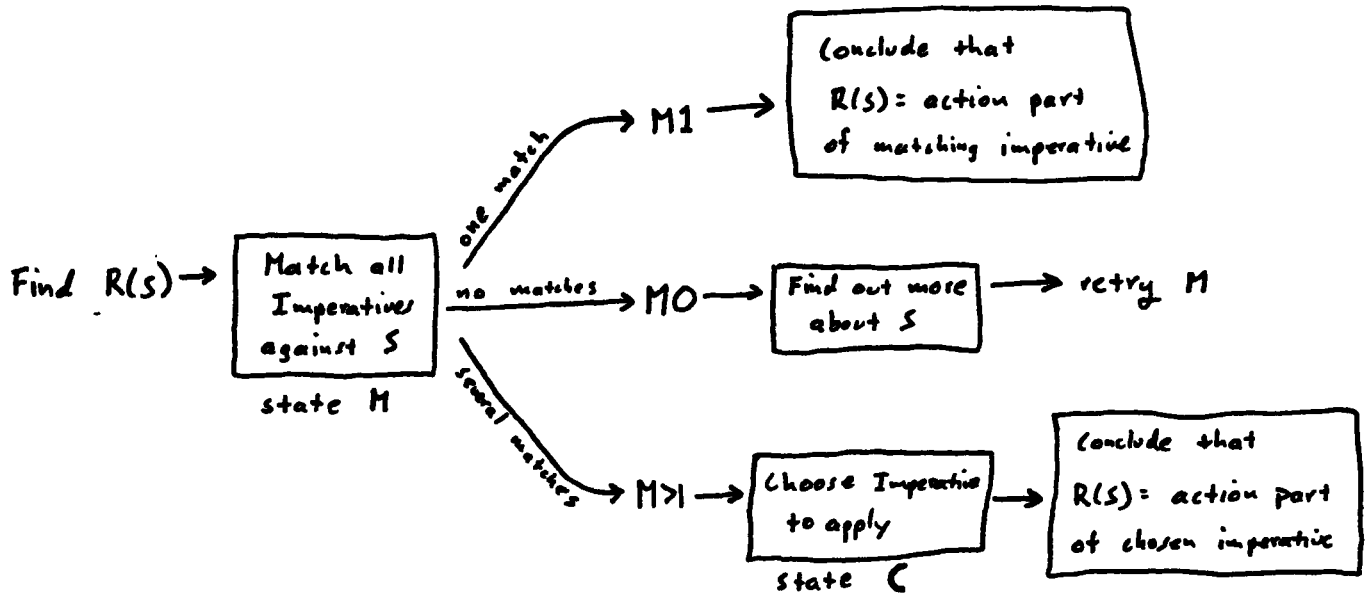 Conclude that
R(s) = action part
of matching imperative
M1
one match
Find R(s)
Match all
Imperatives
against S
state M
no matches
M0
Find out more
about S
retry M
several matches
M>1
Choose Imperative
to apply
state C
Conclude that
R(s) = action part
of chosen imperative